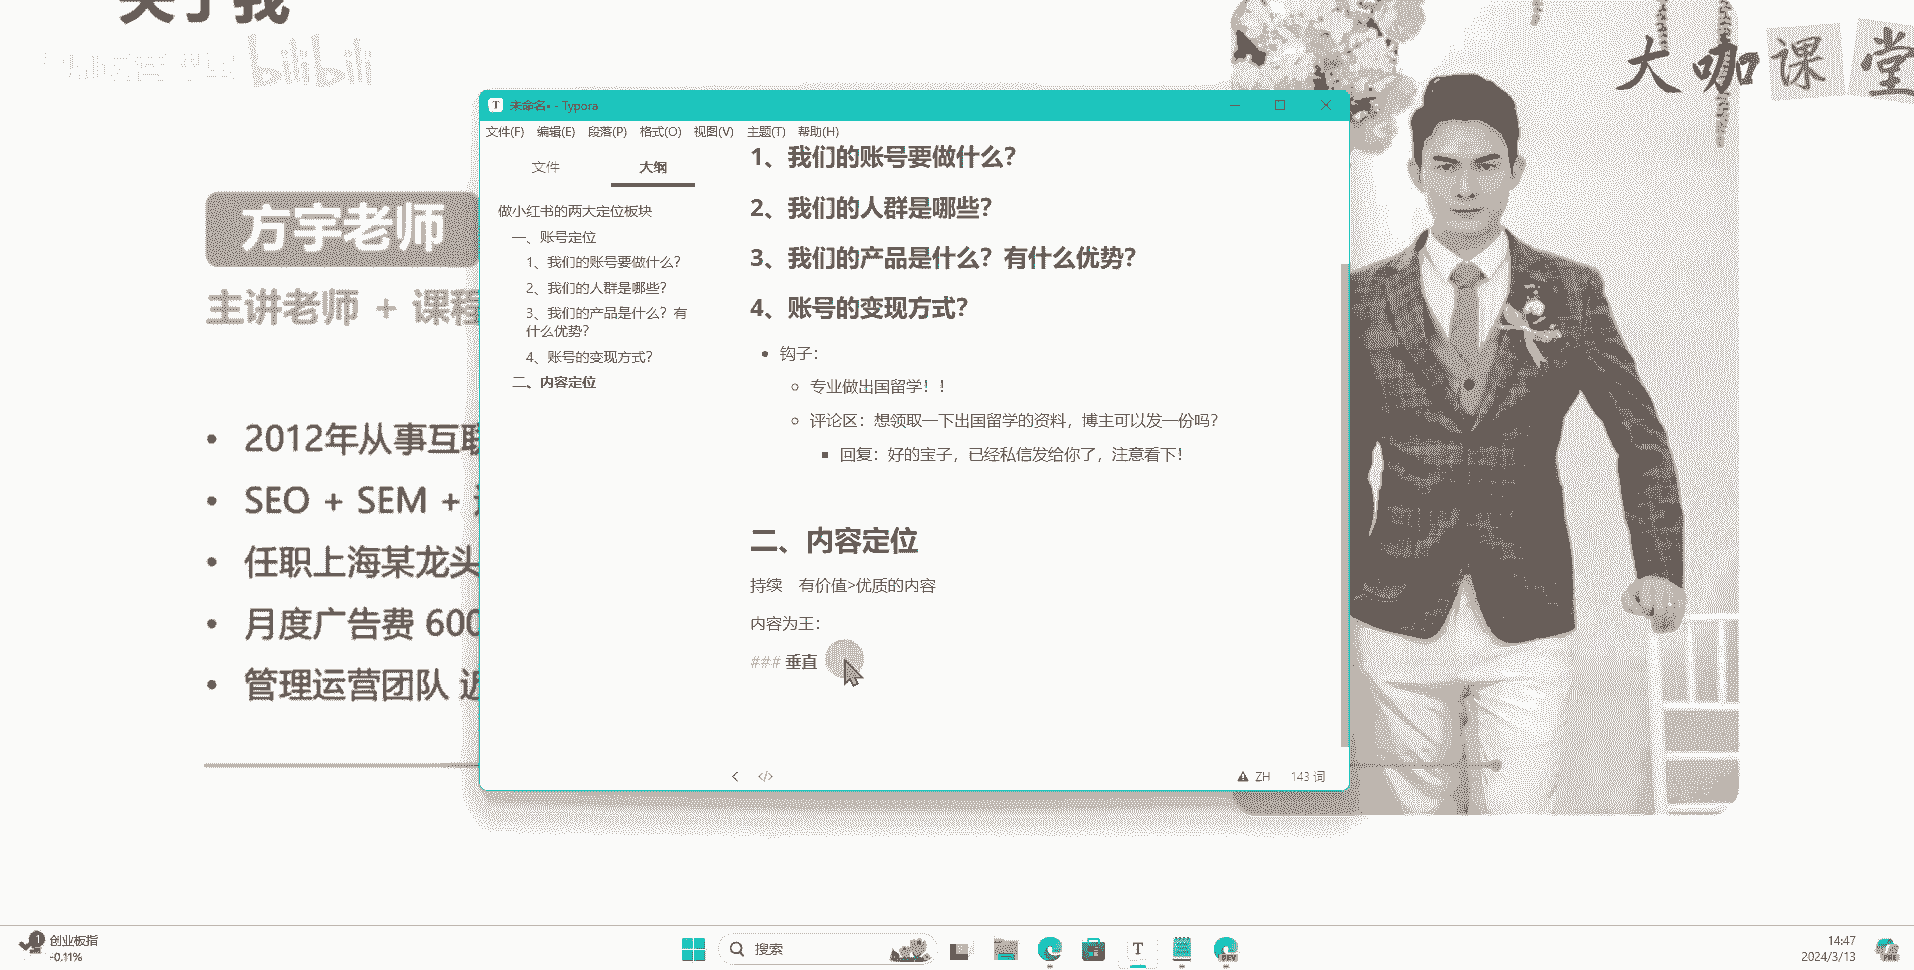 关于我
bilibili
大咖课堂
方宇老师
主讲老师 + 课程
2012年从事互联
SEO + SEM +
任职上海某龙头
月度广告费 600
管理运营团队 近
未命名• - Typora
文件(F) 编辑(E) 段落(P) 格式(O) 视图(V) 主题(T) 帮助(H)
文件 大纲
做小红书的两大定位板块
一、账号定位
1、我们的账号要做什么？
2、我们的人群是哪些？
3、我们的产品是什么？有
什么优势？
4、账号的变现方式？
二、内容定位
1、我们的账号要做什么？
2、我们的人群是哪些？
3、我们的产品是什么？有什么优势？
4、账号的变现方式？
钩子：
专业做出国留学！！
评论区：想领取一下出国留学的资料，博主可以发一份吗？
回复：好的宝子，已经私信发给你了，注意看下！
二、内容定位
持续 有价值>优质的内容
内容为王：
### 垂直
</> ZH 143 词
1 创业板指
-0.11%
搜索
T
DEV
14:47
2024/3/13
PRE